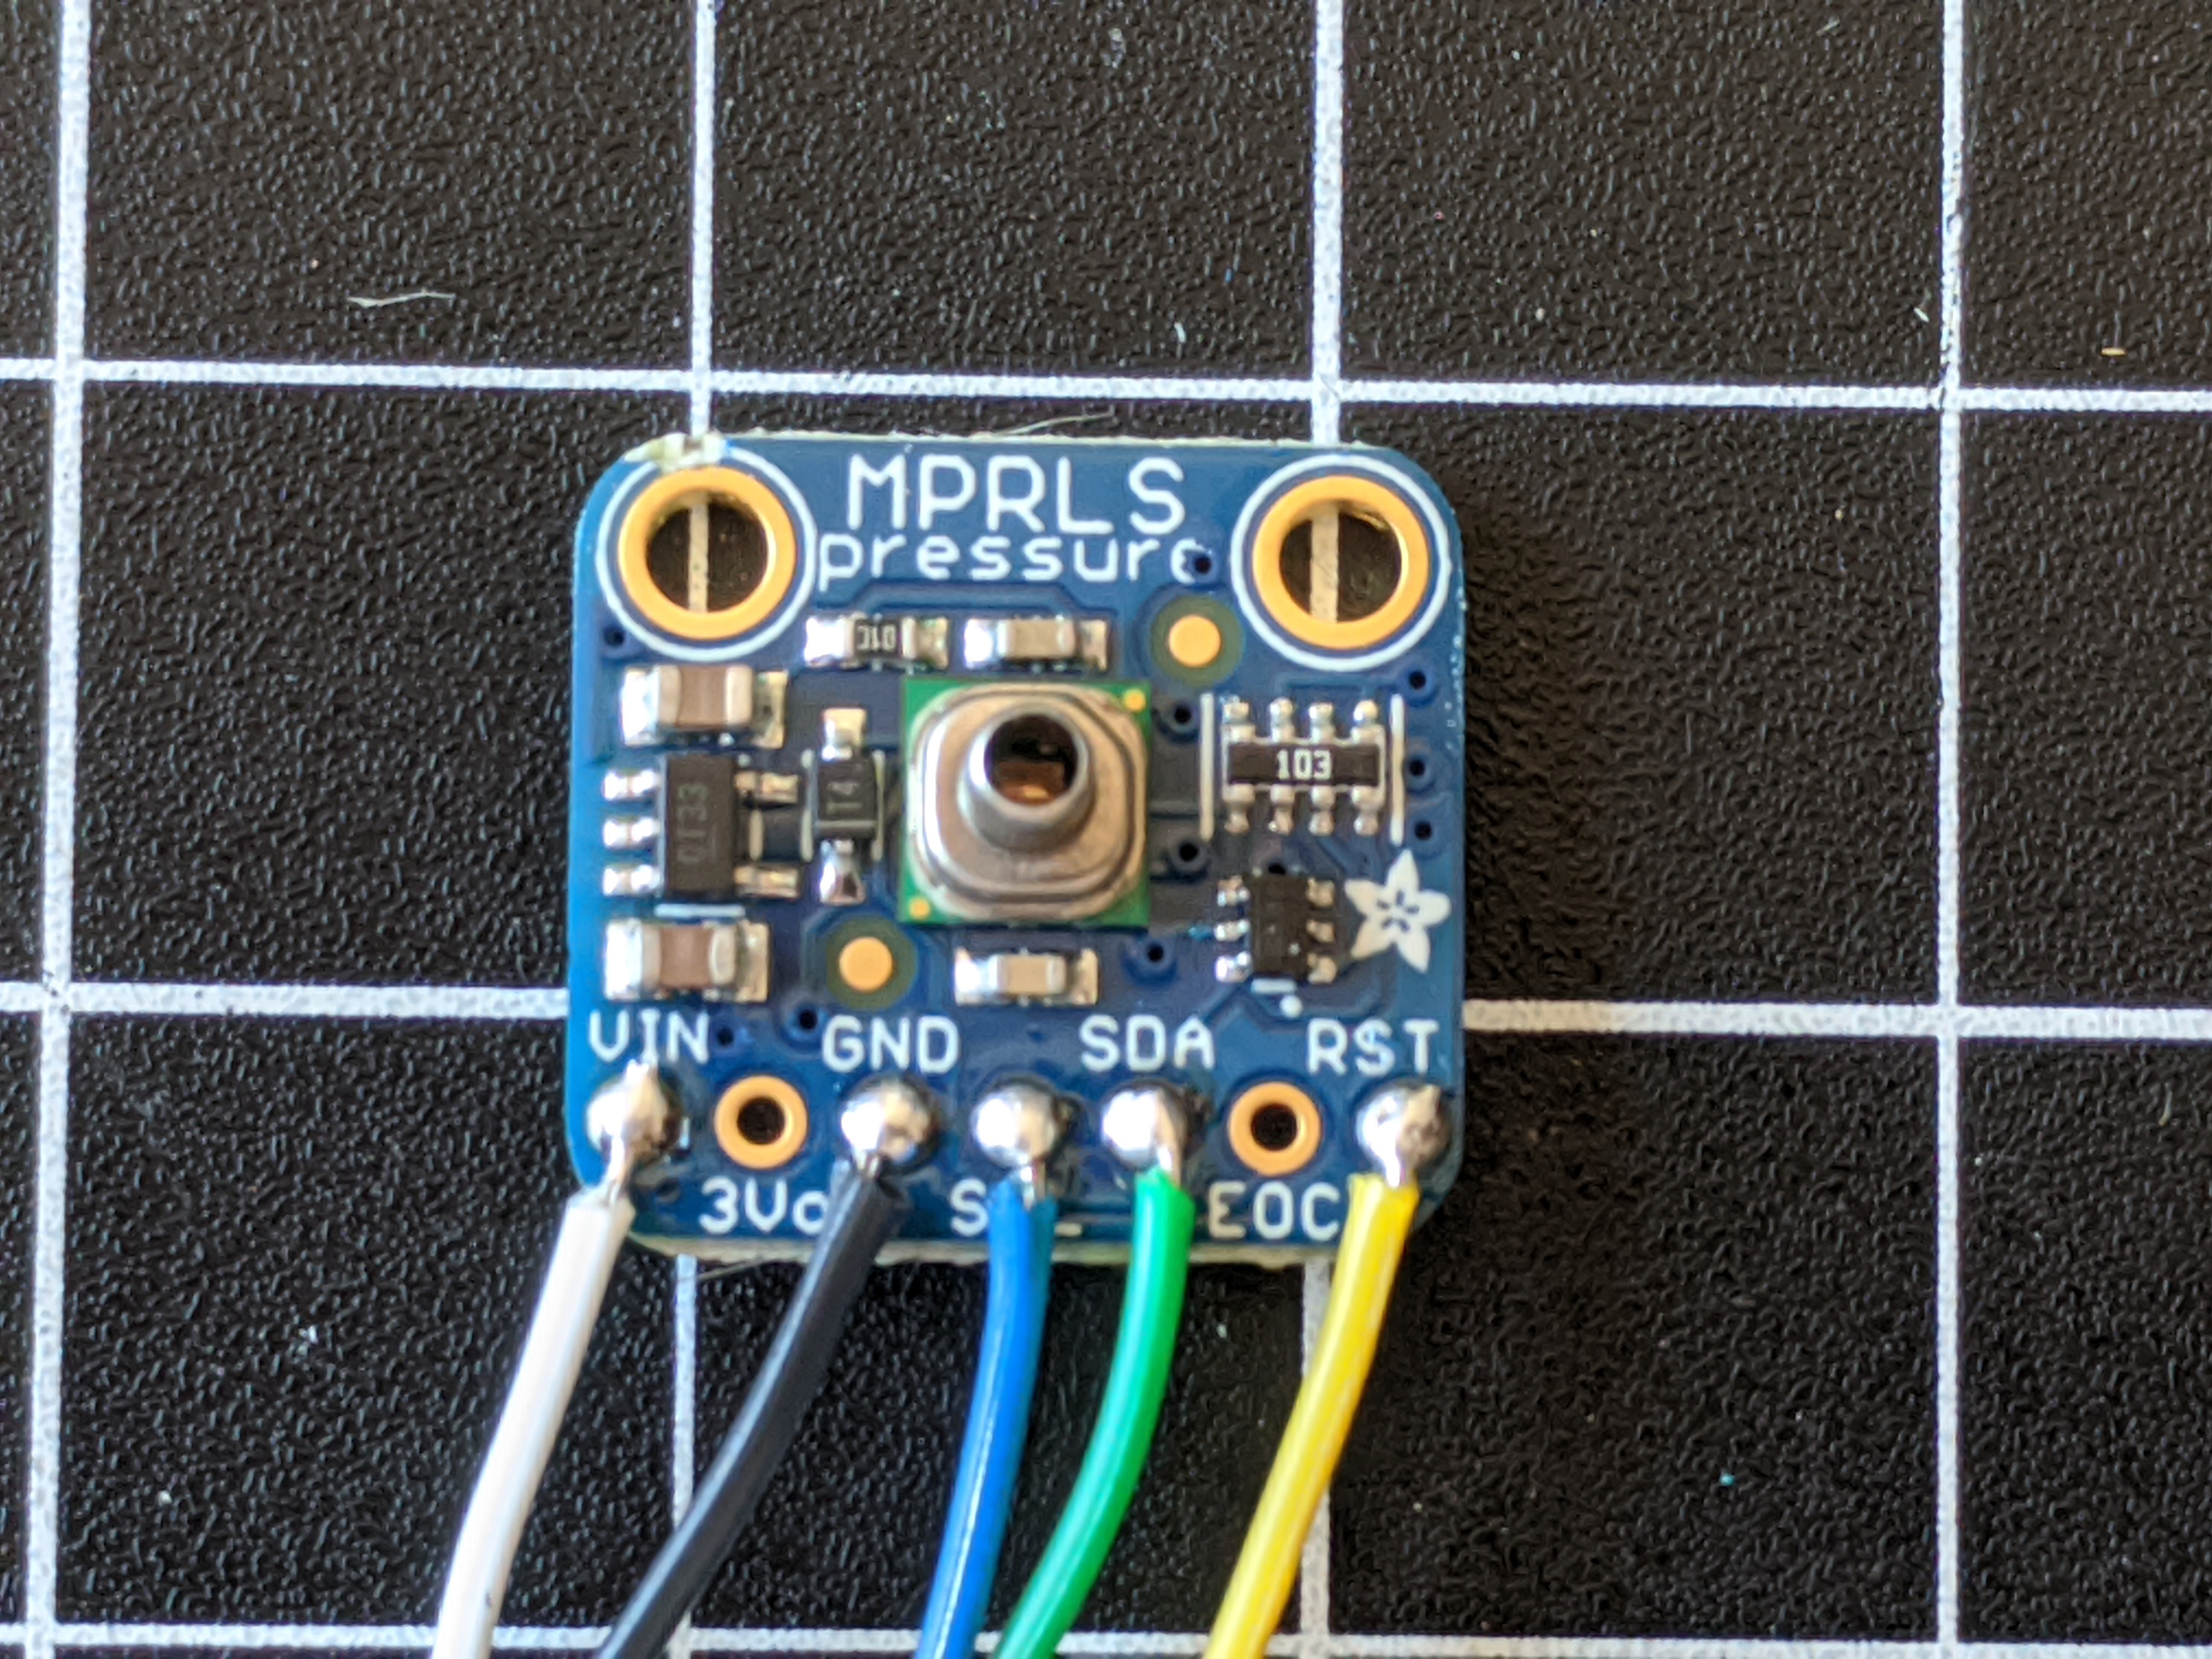 MPRLS
pressure
103
VIN GND SDA RST
3Vo EOC